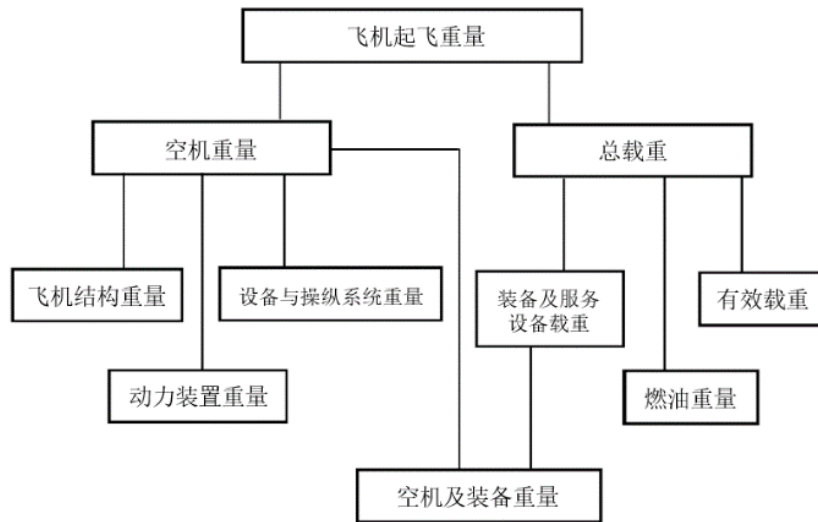 飞机起飞重量
空机重量
总载重
飞机结构重量
设备与操纵系统重量
装备及服务
设备载重
有效载重
动力装置重量
燃油重量
空机及装备重量